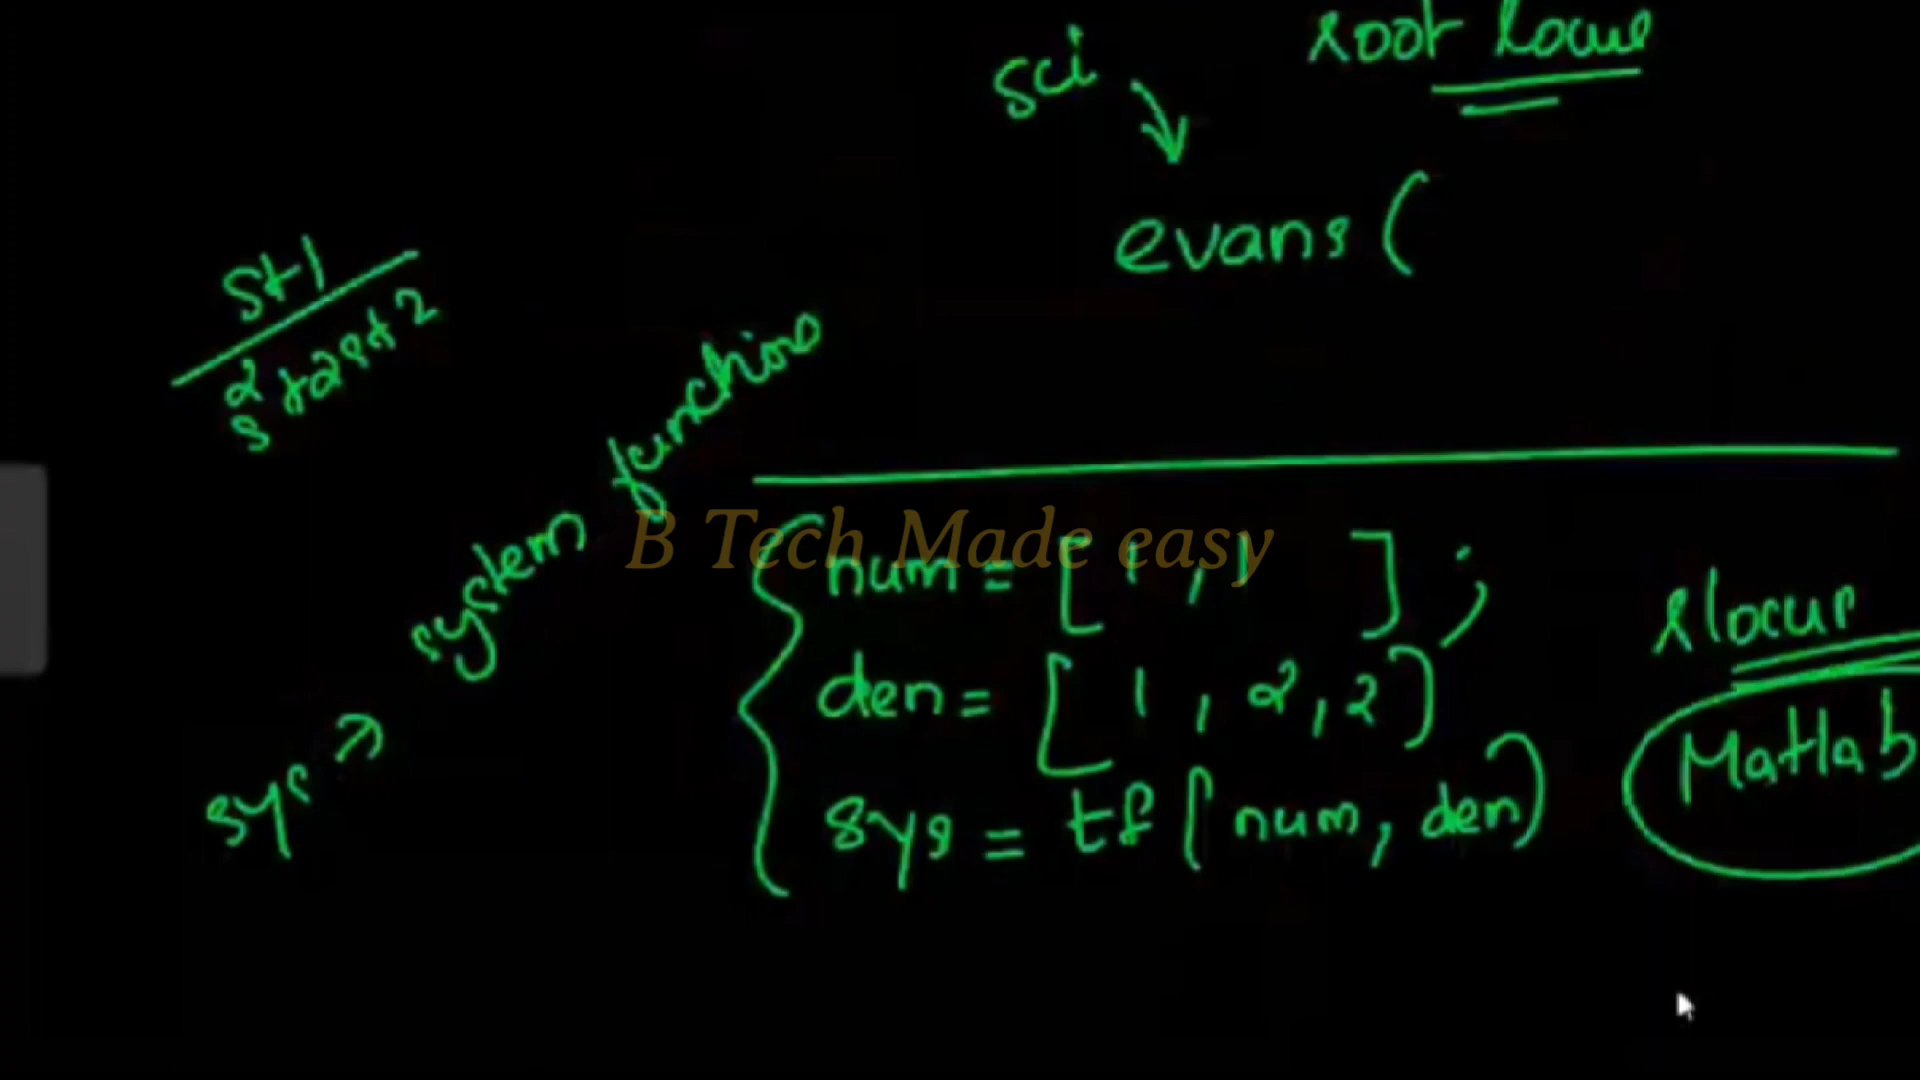 root locus
sci
evans (
s+1
s² + 2s + 2
sys → system function
B Tech Made easy
num = [ 1 , 1 ] ;
den = [ 1 , 2 , 2 ]
sys = tf ( num , den )
rlocus
Matlab